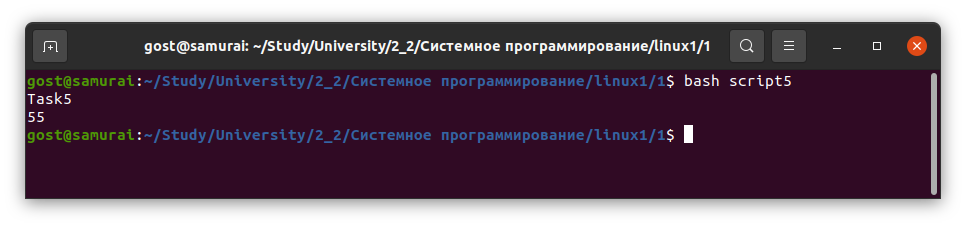 gost@samurai: ~/Study/University/2_2/Системное программирование/linux1/1
gost@samurai:~/Study/University/2_2/Системное программирование/linux1/1$ bash script5
Task5
55
gost@samurai:~/Study/University/2_2/Системное программирование/linux1/1$